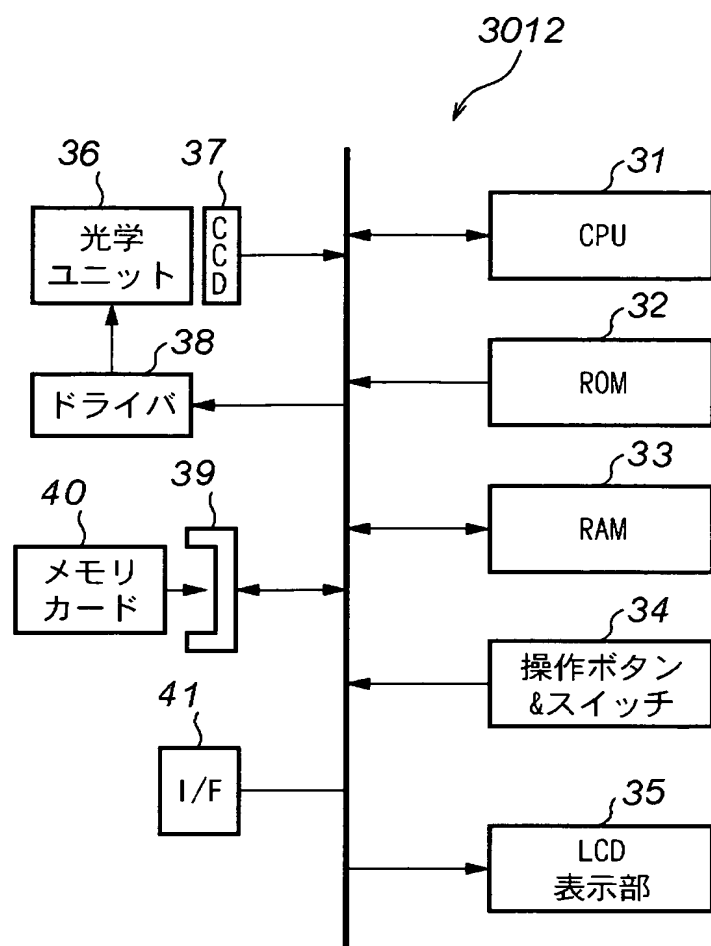 3012
36
光学
ユニット
37
CCD
38
ドライバ
40
メモリ
カード
39
41
I/F
31
CPU
32
ROM
33
RAM
34
操作ボタン
&スイッチ
35
LCD
表示部